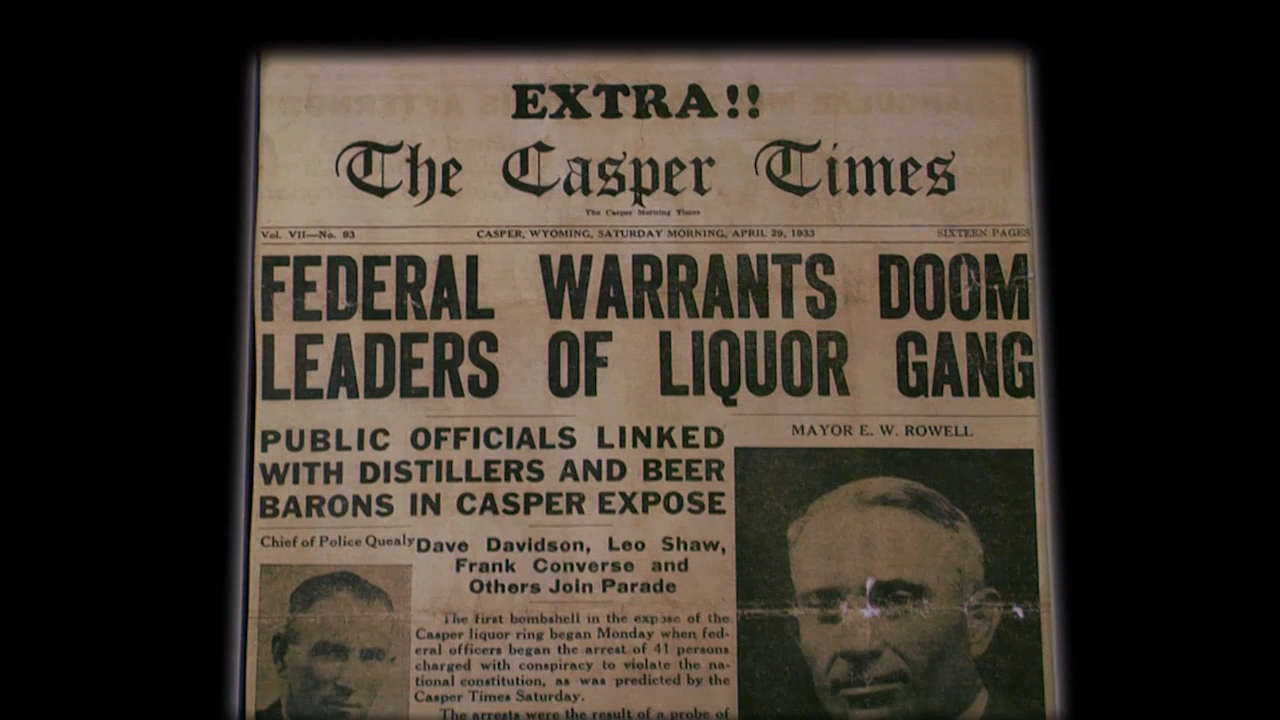 EXTRA!!
The Casper Times
The Casper Morning Times
Vol. VII—No. 93 CASPER, WYOMING, SATURDAY MORNING, APRIL 29, 1933 SIXTEEN PAGES
FEDERAL WARRANTS DOOM
LEADERS OF LIQUOR GANG
PUBLIC OFFICIALS LINKED
WITH DISTILLERS AND BEER
BARONS IN CASPER EXPOSE
MAYOR E. W. ROWELL
Chief of Police Quealy
Dave Davidson, Leo Shaw,
Frank Converse and
Others Join Parade
The first bombshell in the expose of the
Casper liquor ring began Monday when fed-
eral officers began the arrest of 41 persons
charged with conspiracy to violate the na-
tional constitution, as was predicted by the
Casper Times Saturday.
The arrests were the result of a probe of